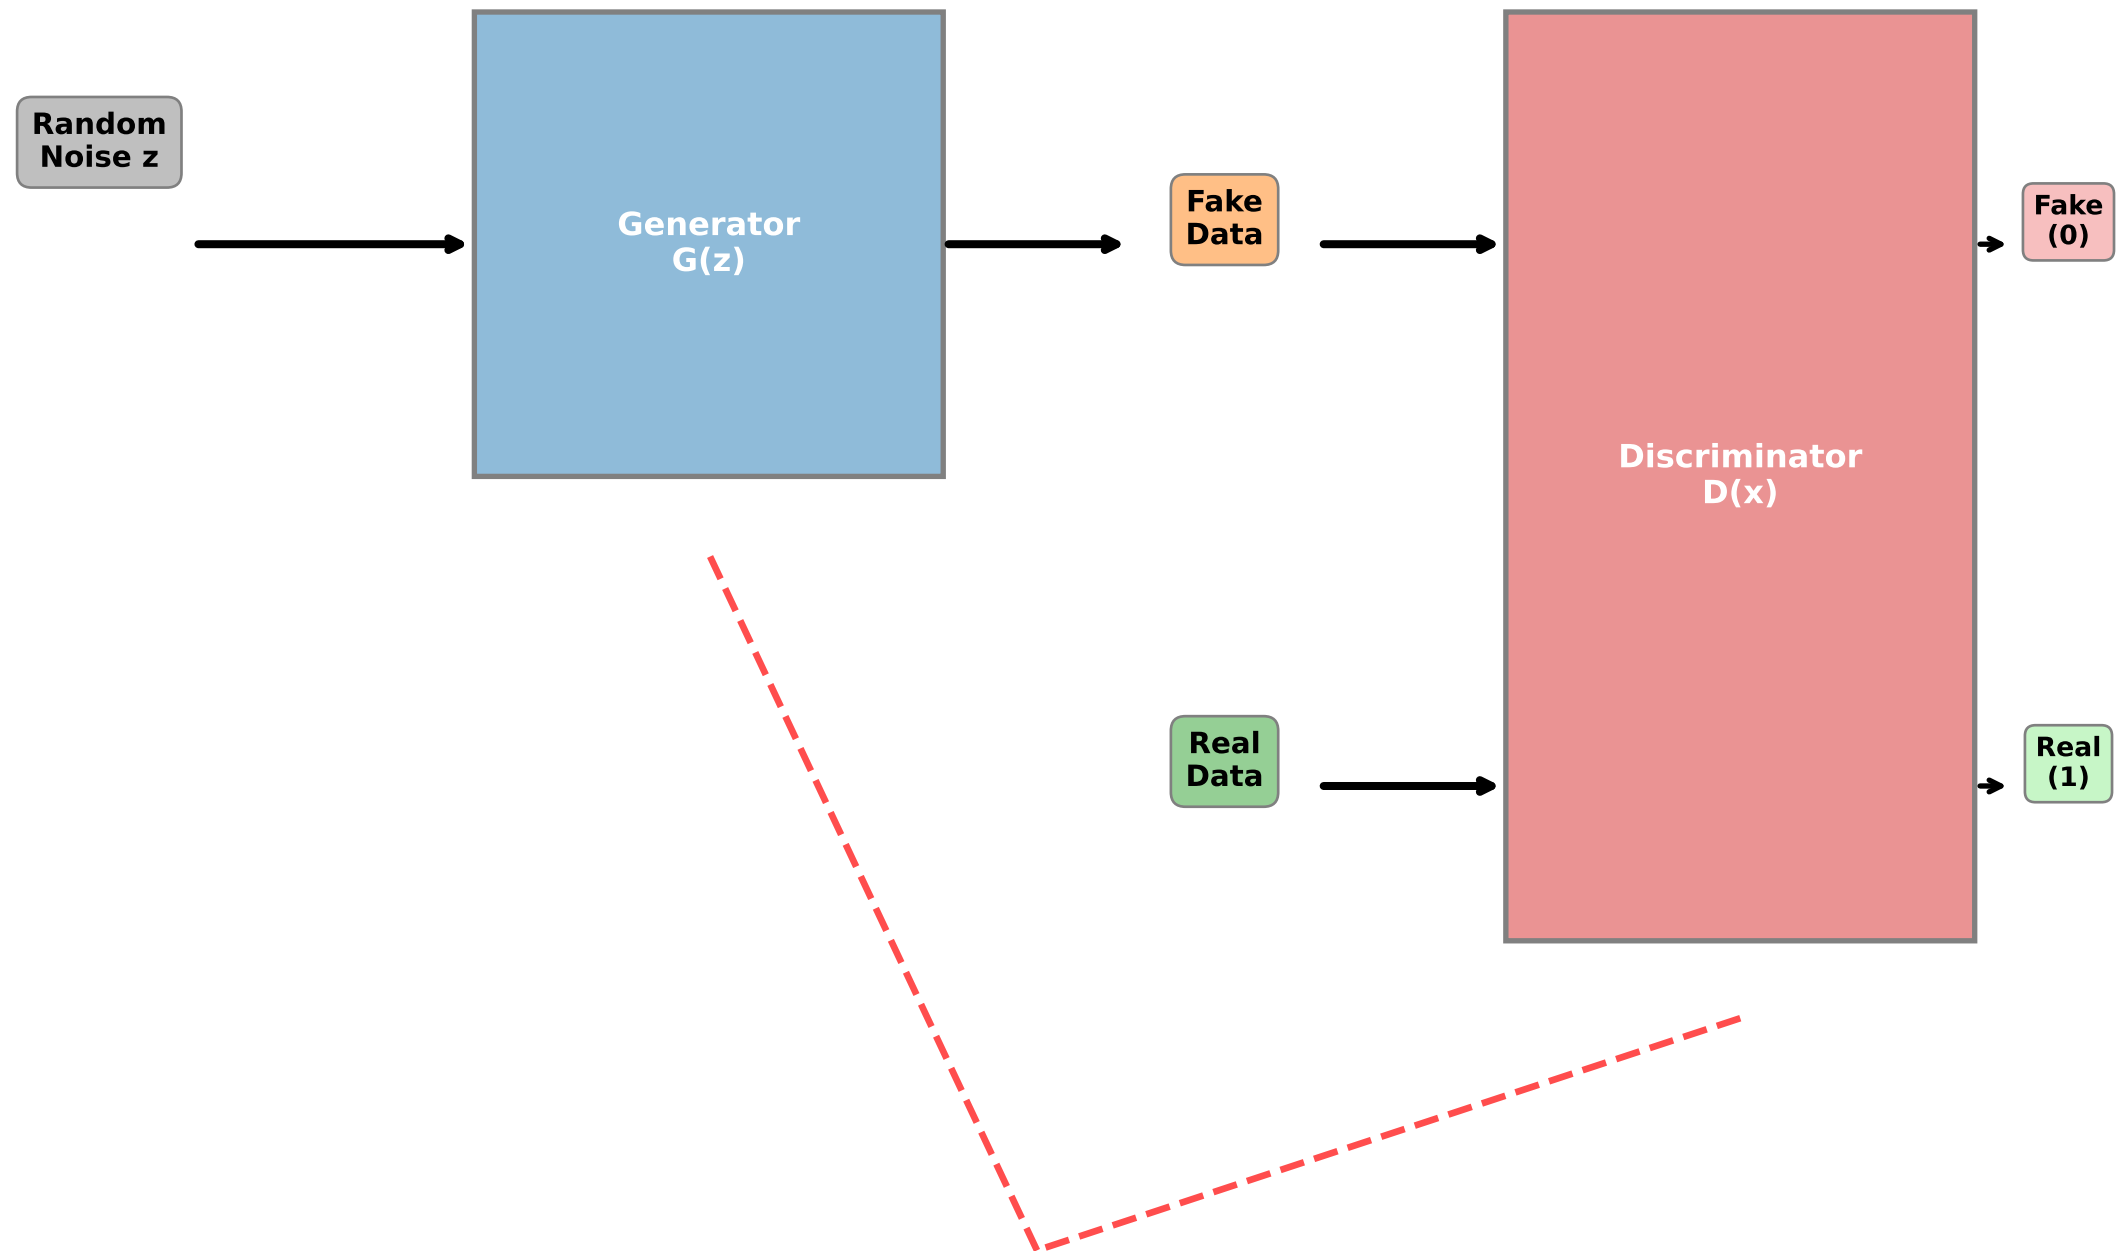 Random
Noise z
Generator
G(z)
Fake
Data
Discriminator
D(x)
Fake
(0)
Real
Data
Real
(1)